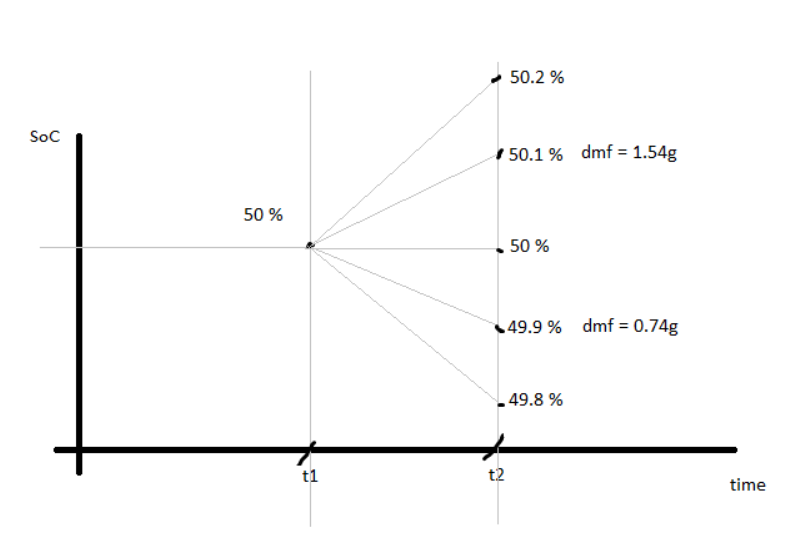 50.2 %
SoC
50.1 % dmf = 1.54g
50 %
50 %
49.9 % dmf = 0.74g
49.8 %
t1
t2
time